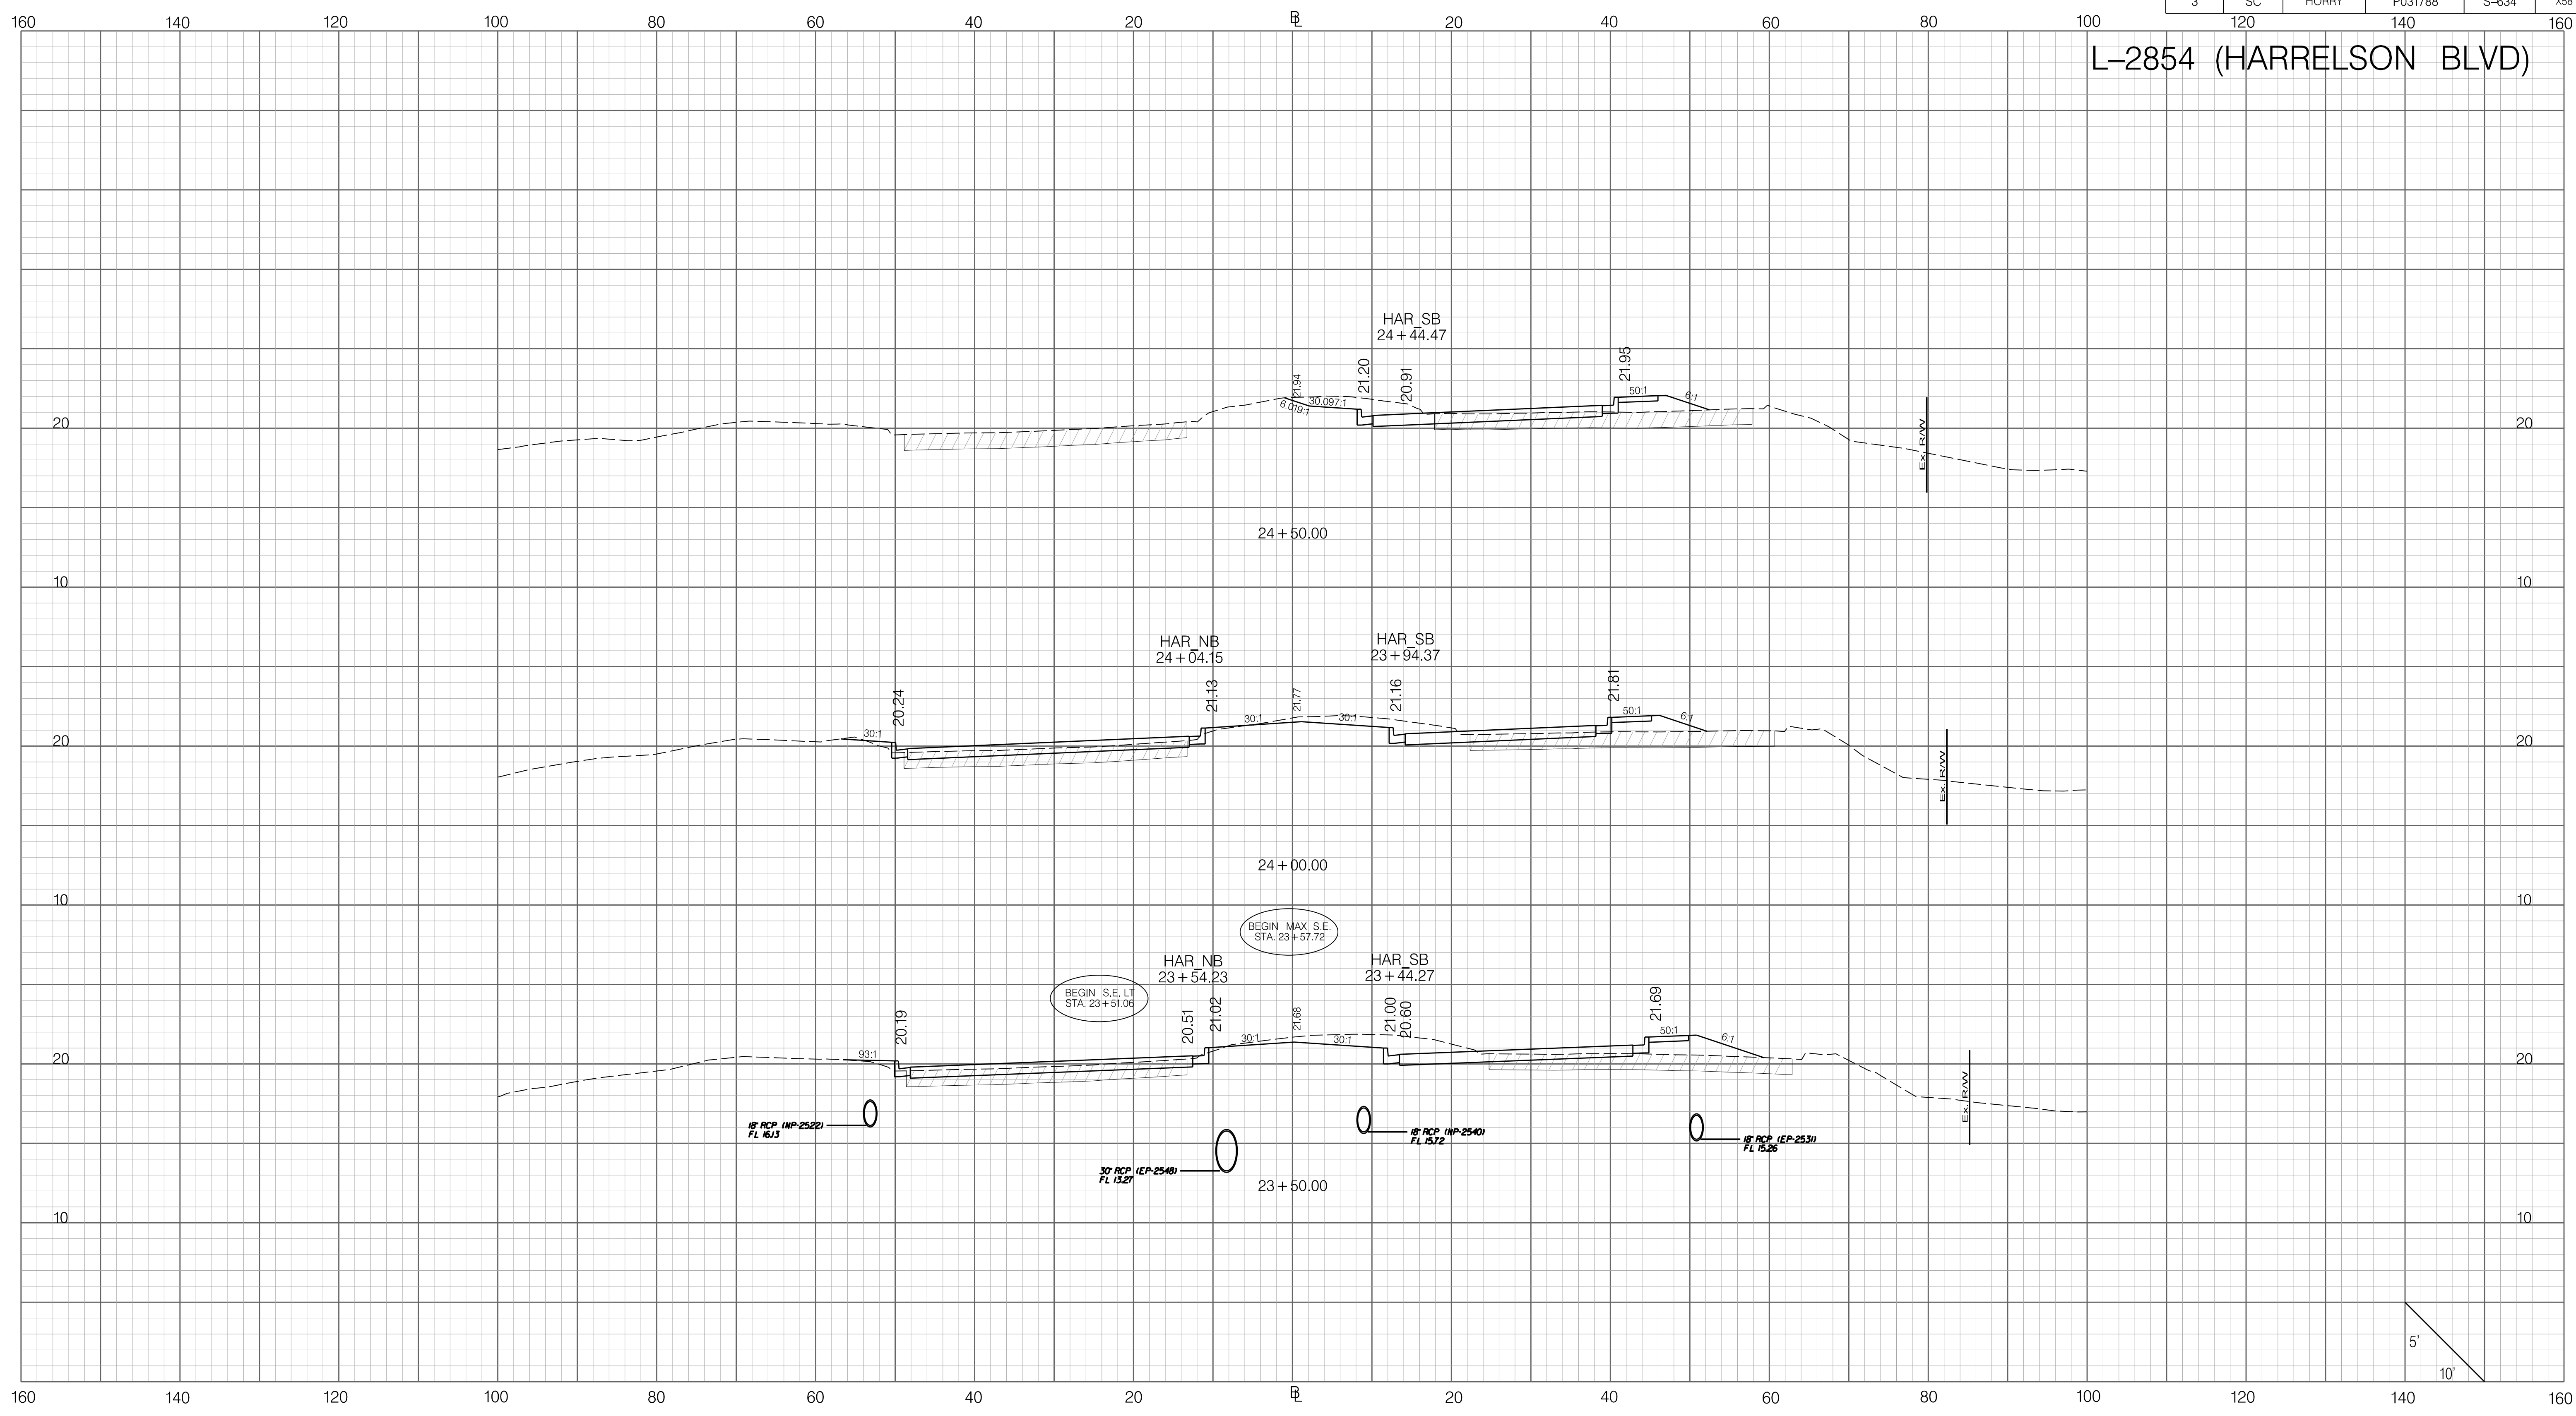 3 SC HORRY P031788 S-634 X58
160 140 120 100 80 60 40 20 BL 20 40 60 80 100 120 140 160
L-2854 (HARRELSON BLVD)
HAR_SB
24+44.47
21.94 21.20 20.91 21.95
6.019:1 30.097:1 50:1 6:1
20 20
Ex. R/W
24+50.00
10 10
HAR_NB
24+04.15
HAR_SB
23+94.37
20.24 21.13 21.77 21.16 21.81
30:1 30:1 30:1 50:1 6:1
20 20
Ex. R/W
24+00.00
10 10
BEGIN MAX S.E.
STA. 23+57.72
HAR_NB
23+54.23
HAR_SB
23+44.27
BEGIN S.E. LT
STA. 23+51.06
20.19 20.51 21.02 21.68 21.00 20.60 21.69
93:1 30:1 30:1 50:1 6:1
20 20
Ex. R/W
18" RCP (NP-2522)
FL 16.13
18" RCP (NP-2540)
FL 15.72
18" RCP (EP-2531)
FL 15.26
30" RCP (EP-2548)
FL 13.27
23+50.00
10 10
5'
10'
160 140 120 100 80 60 40 20 BL 20 40 60 80 100 120 140 160